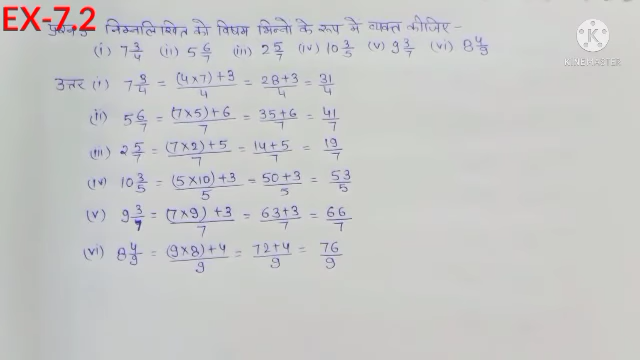 EX-7.2
प्रश्न 3 निम्नलिखित को विषम भिन्नों के रूप में व्यक्त कीजिए -
(i) 7 3/4 (ii) 5 6/7 (iii) 2 5/7 (iv) 10 3/5 (v) 9 3/7 (vi) 8 4/9
उत्तर (i) 7 3/4 = (4×7)+3/4 = 28+3/4 = 31/4
(ii) 5 6/7 = (7×5)+6/7 = 35+6/7 = 41/7
(iii) 2 5/7 = (7×2)+5/7 = 14+5/7 = 19/7
(iv) 10 3/5 = (5×10)+3/5 = 50+3/5 = 53/5
(v) 9 3/7 = (7×9)+3/7 = 63+3/7 = 66/7
(vi) 8 4/9 = (9×8)+4/9 = 72+4/9 = 76/9
KINEMASTER